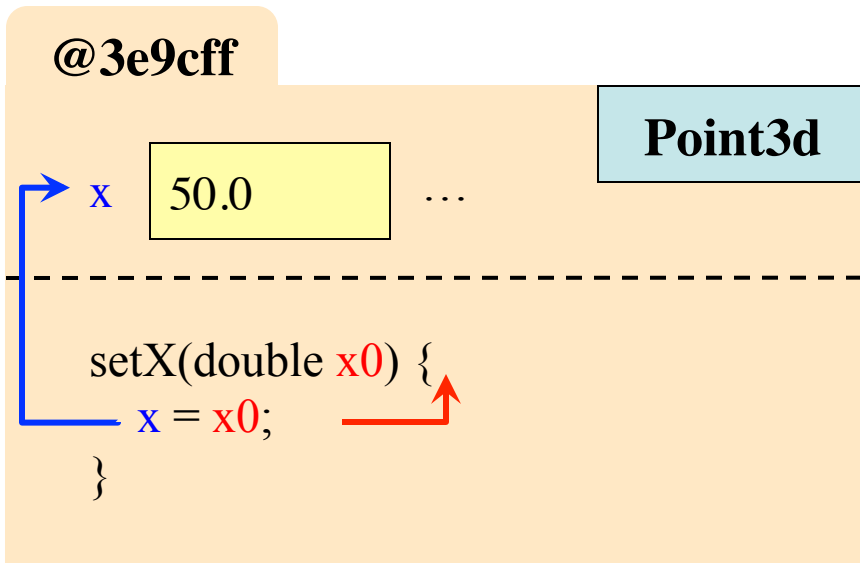 @3e9cff
Point3d
x 50.0 ...
setX(double x0) {
x = x0;
}